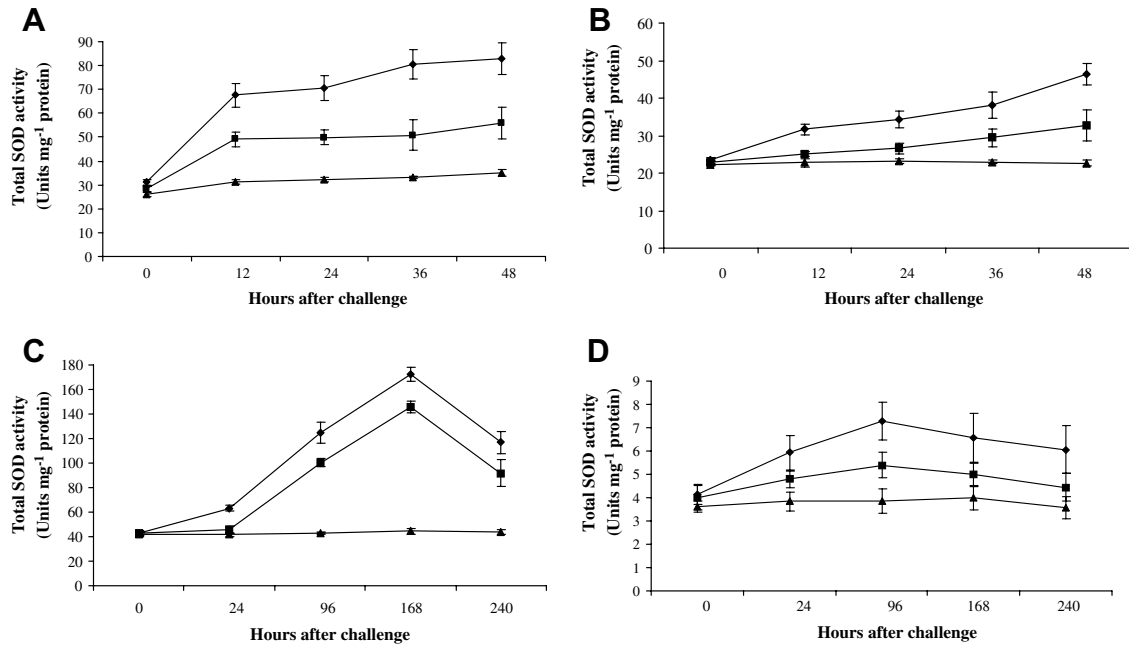 A
Total SOD activity
(Units mg-1 protein)
90
80
70
60
50
40
30
20
10
0
0 12 24 36 48
Hours after challenge
B
Total SOD activity
(Units mg-1 protein)
60
50
40
30
20
10
0
0 12 24 36 48
Hours after challenge
C
Total SOD activity
(Units mg-1 protein)
180
160
140
120
100
80
60
40
20
0
0 24 96 168 240
Hours after challenge
D
Total SOD activity
(Units mg-1 protein)
9
8
7
6
5
4
3
2
1
0
0 24 96 168 240
Hours after challenge